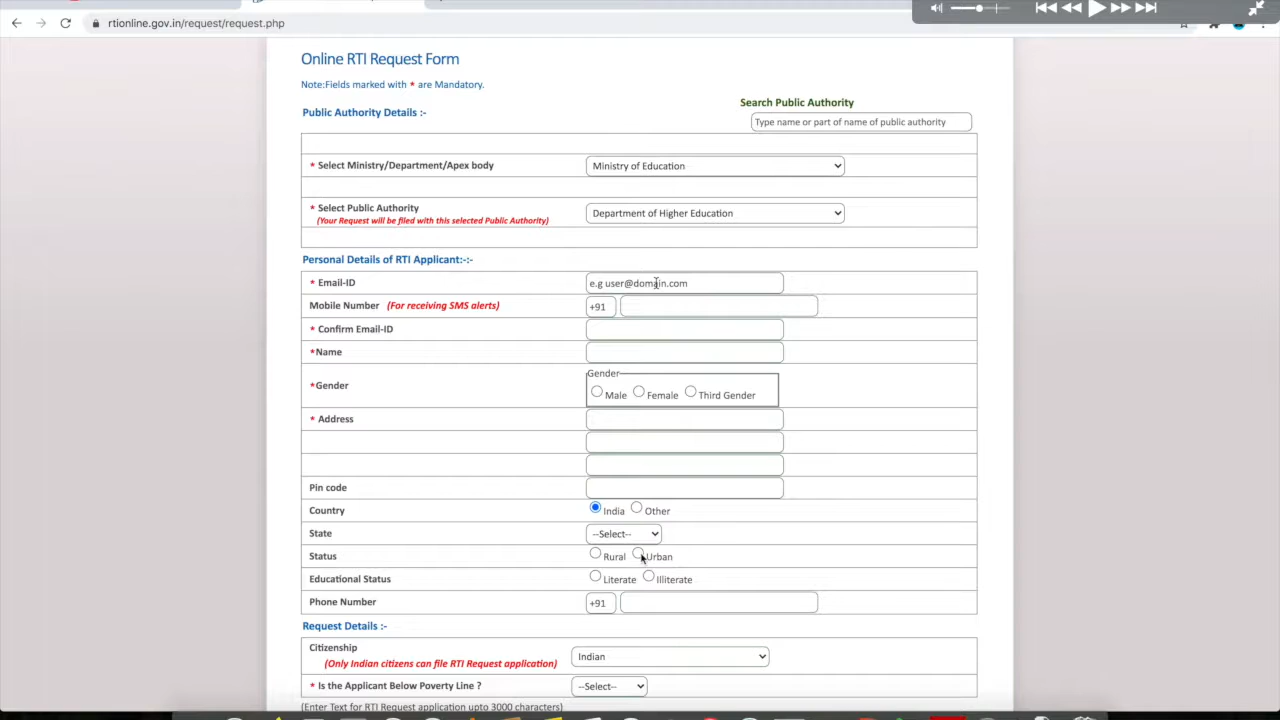 rtionline.gov.in/request/request.php
Online RTI Request Form
Note:Fields marked with * are Mandatory.
Search Public Authority
Public Authority Details :-
Type name or part of name of public authority
* Select Ministry/Department/Apex body
Ministry of Education
* Select Public Authority
Department of Higher Education
(Your Request will be filed with this selected Public Authority)
Personal Details of RTI Applicant:-:-
* Email-ID
e.g user@domain.com
Mobile Number (For receiving SMS alerts)
+91
* Confirm Email-ID
*Name
Gender
*Gender
Male Female Third Gender
* Address
Pin code
Country
India Other
State
--Select--
Status
Rural Urban
Educational Status
Literate Illiterate
Phone Number
+91
Request Details :-
Citizenship
Indian
(Only Indian citizens can file RTI Request application)
* Is the Applicant Below Poverty Line ?
--Select--
(Enter Text for RTI Request application upto 3000 characters)